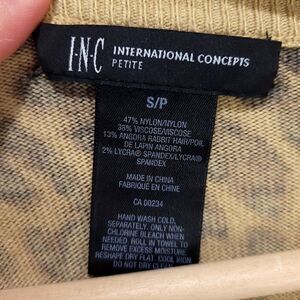 I·N·C INTERNATIONAL CONCEPTS
PETITE
S/P
47% NYLON/NYLON
38% VISCOSE/VISCOSE
13% ANGORA RABBIT HAIR/POIL
DE LAPIN ANGORA
2% LYCRA® SPANDEX/LYCRA®
SPANDEX
MADE IN CHINA
FABRIQUÉ EN CHINE
CA 00234
HAND WASH COLD,
SEPARATELY. ONLY NON-
CHLORINE BLEACH WHEN
NEEDED. ROLL IN TOWEL TO
REMOVE EXCESS MOISTURE.
RESHAPE DRY FLAT. COOL IRON
DO NOT DRY CLEAN